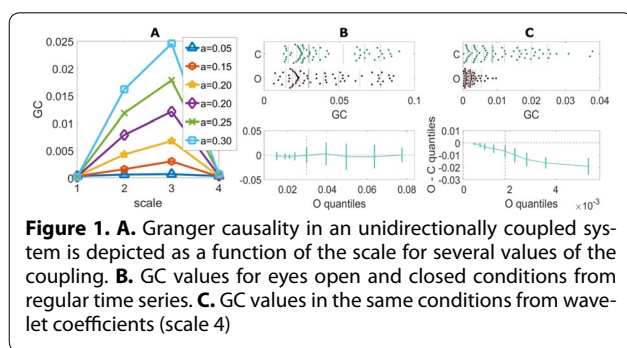 A
0.025
0.02
0.015
0.01
0.005
0
GC
a=0.05
a=0.15
a=0.20
a=0.20
a=0.25
a=0.30
1 2 3 4
scale
B
C
O
0 0.05 0.1
GC
0.05
0
-0.05
0.02 0.04 0.06 0.08
O quantiles
C
C
O
0 0.01 0.02 0.03 0.04
GC
O - C quantiles
0
-0.01
-0.02
-0.03
2 4
×10⁻³
O quantiles
Figure 1. A. Granger causality in an unidirectionally coupled sys-
tem is depicted as a function of the scale for several values of the
coupling. B. GC values for eyes open and closed conditions from
regular time series. C. GC values in the same conditions from wave-
let coefficients (scale 4)